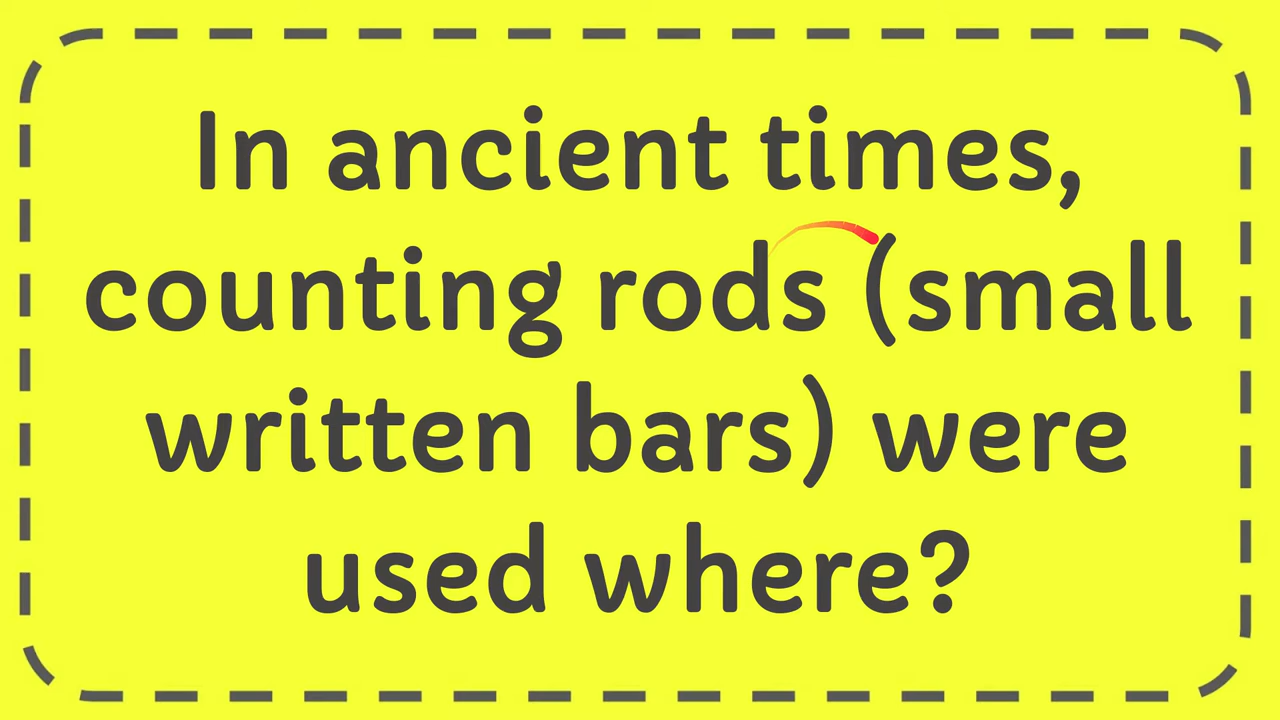 In ancient times,
counting rods (small
written bars) were
used where?